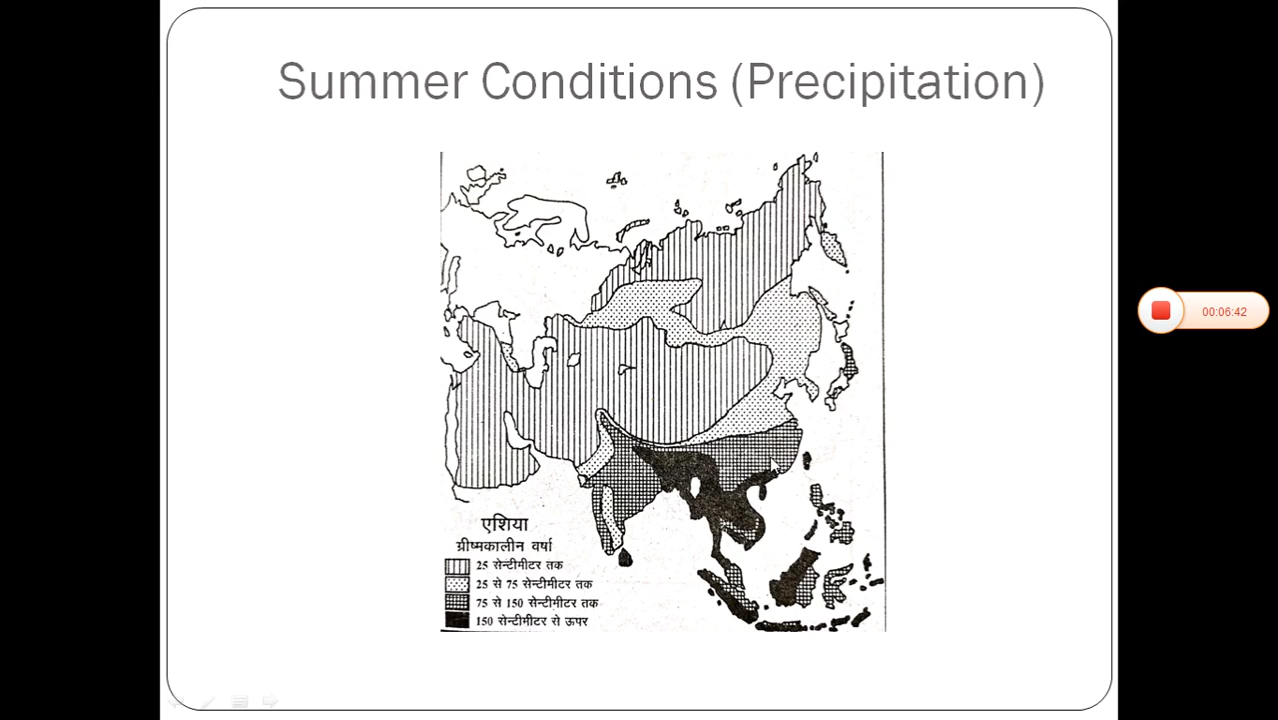 Summer Conditions (Precipitation)
00:06:42
एशिया
ग्रीष्मकालीन वर्षा
25 सेन्टीमीटर तक
25 से 75 सेन्टीमीटर तक
75 से 150 सेन्टीमीटर तक
150 सेन्टीमीटर से ऊपर